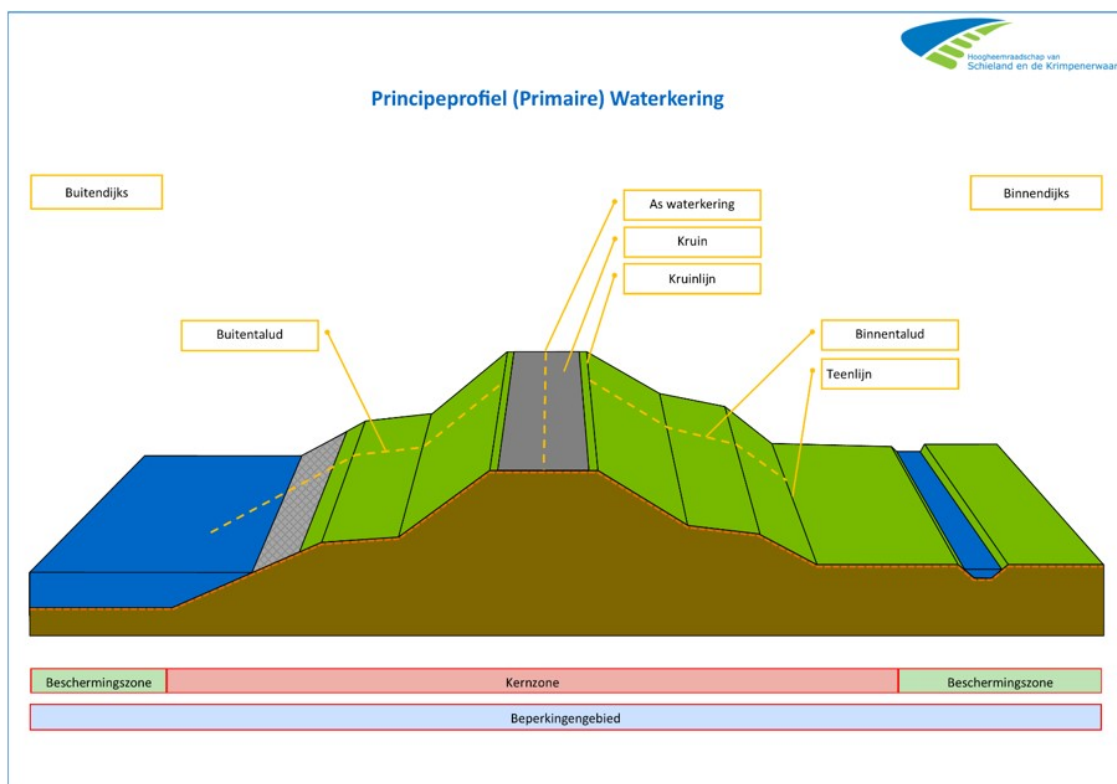 Hoogheemraadschap van
Schieland en de Krimpenerwaar
Principeprofiel (Primaire) Waterkering
Buitendijks
Binnendijks
As waterkering
Kruin
Kruinlijn
Buitentalud
Binnentalud
Teenlijn
Beschermingszone
Kernzone
Beschermingszone
Beperkingengebied